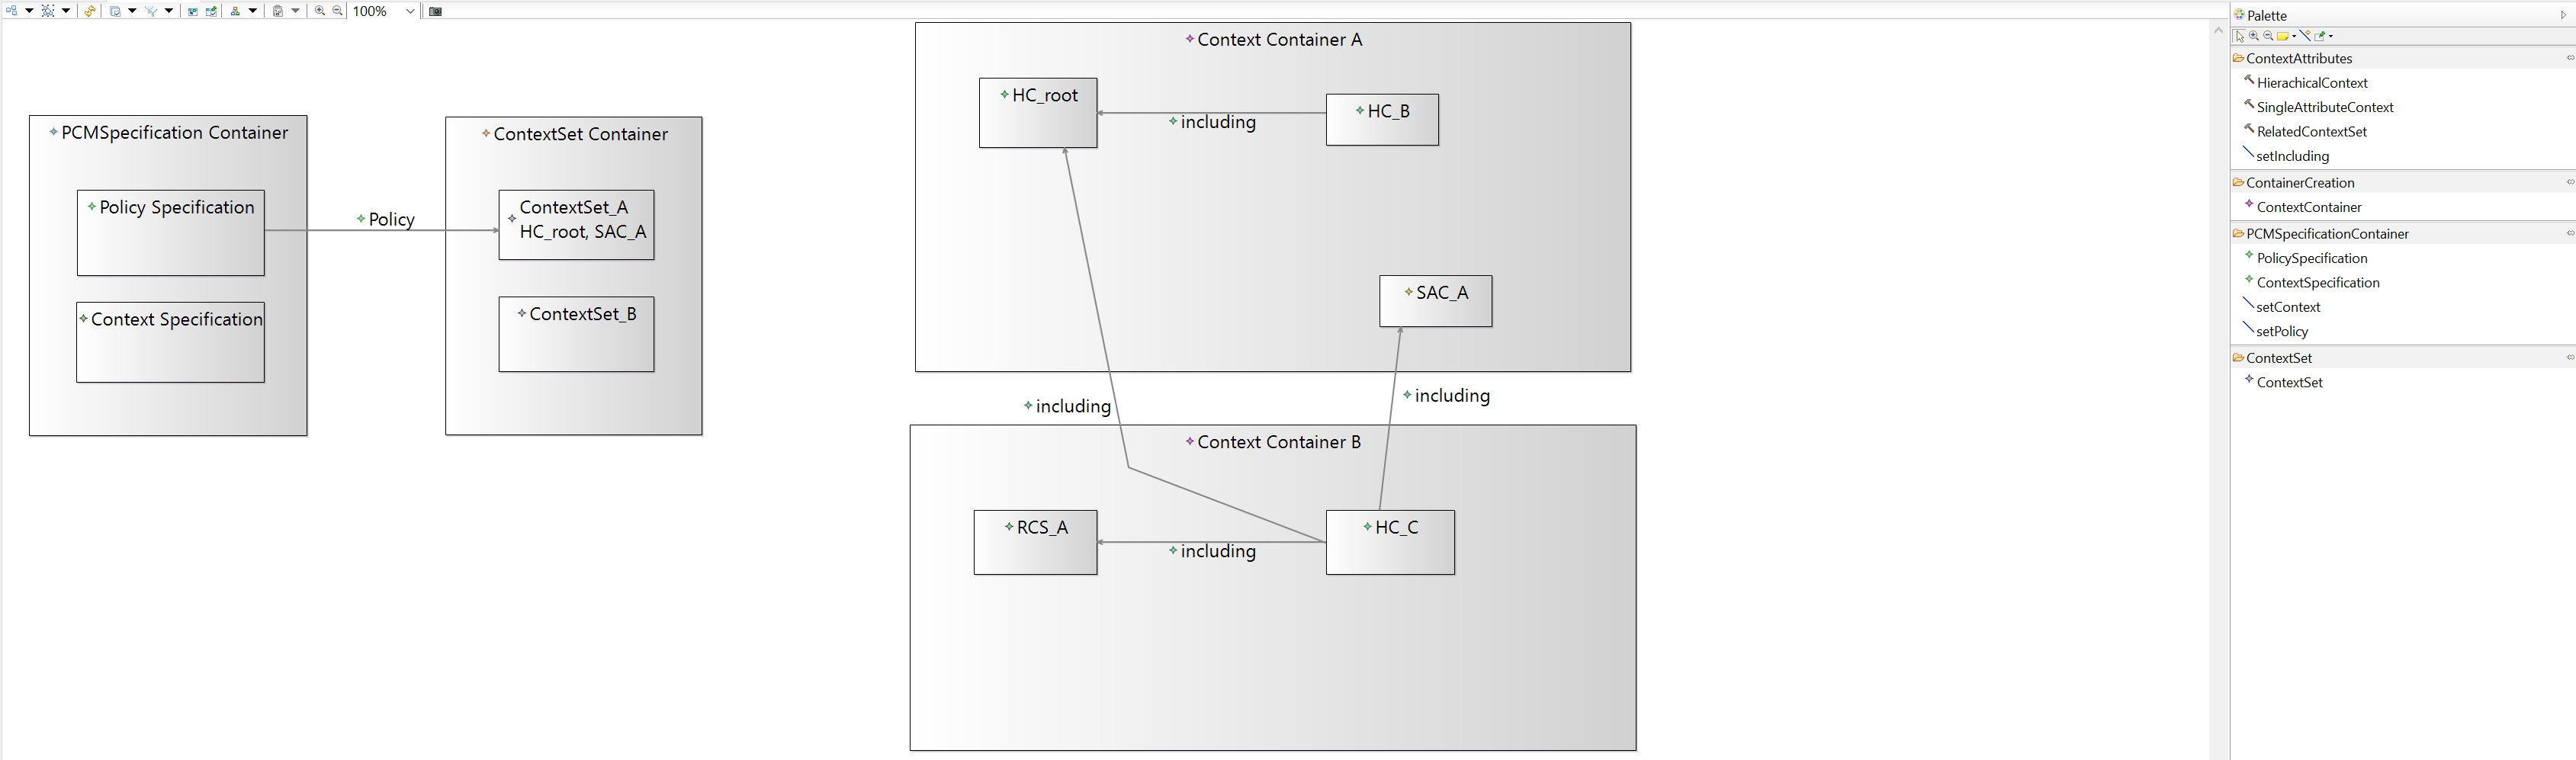 100%
PCMSpecification Container
Policy Specification
Context Specification
Policy
ContextSet Container
ContextSet_A
HC_root, SAC_A
ContextSet_B
Context Container A
HC_root
including
HC_B
SAC_A
including
including
Context Container B
RCS_A
including
HC_C
Palette
ContextAttributes
HierachicalContext
SingleAttributeContext
RelatedContextSet
setIncluding
ContainerCreation
ContextContainer
PCMSpecificationContainer
PolicySpecification
ContextSpecification
setContext
setPolicy
ContextSet
ContextSet